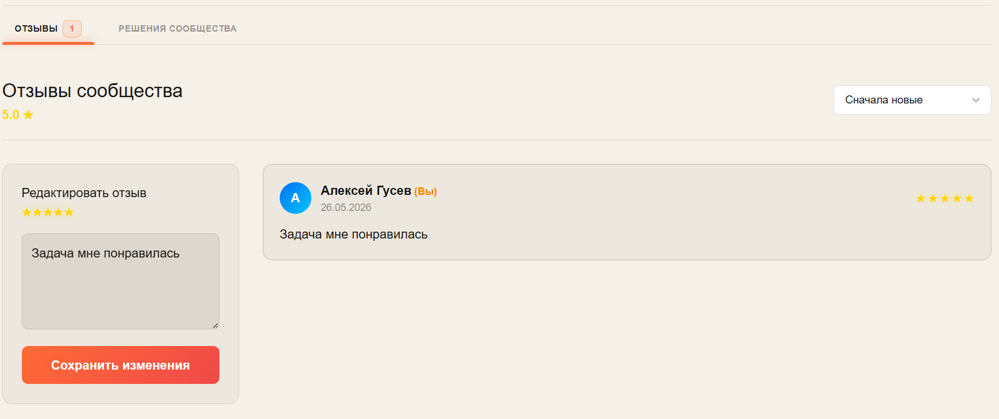 ОТЗЫВЫ 1 РЕШЕНИЯ СООБЩЕСТВА
Отзывы сообщества
5.0 ★
Сначала новые
Редактировать отзыв
★★★★★
Задача мне понравилась
Сохранить изменения
А
Алексей Гусев (Вы)
26.05.2026
★★★★★
Задача мне понравилась